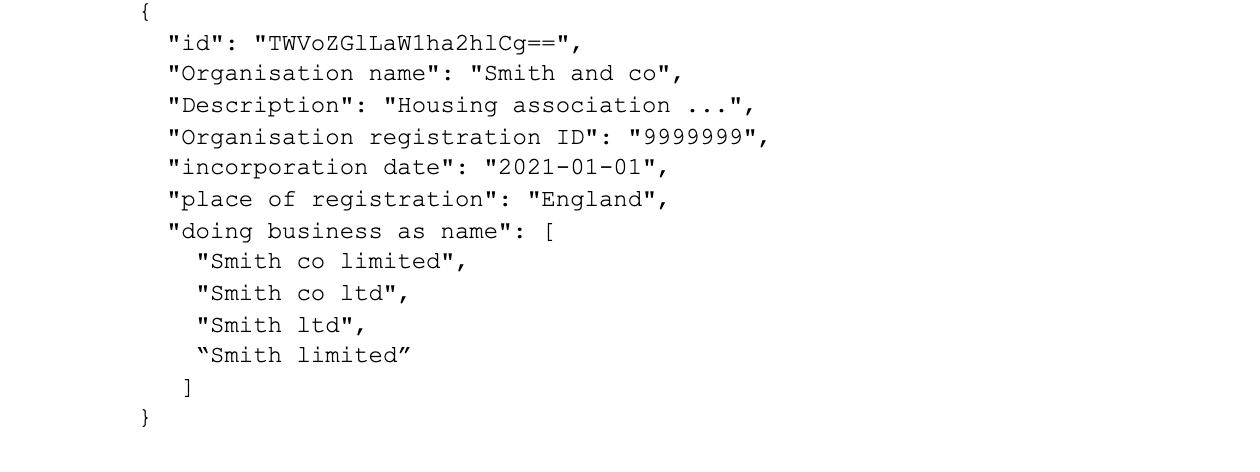 {
"id": "TWVoZGlLaW1ha2hlCg==",
"Organisation name": "Smith and co",
"Description": "Housing association ...",
"Organisation registration ID": "9999999",
"incorporation date": "2021-01-01",
"place of registration": "England",
"doing business as name": [
"Smith co limited",
"Smith co ltd",
"Smith ltd",
“Smith limited”
]
}